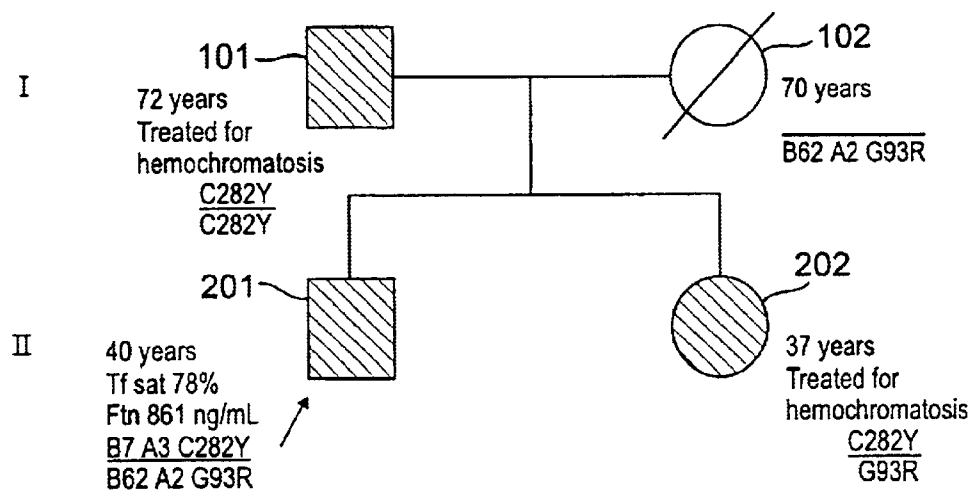 I
101
102
72 years
Treated for
hemochromatosis
C282Y
C282Y
70 years
B62 A2 G93R
II
201
202
40 years
Tf sat 78%
Ftn 861 ng/mL
B7 A3 C282Y
B62 A2 G93R
37 years
Treated for
hemochromatosis
C282Y
G93R